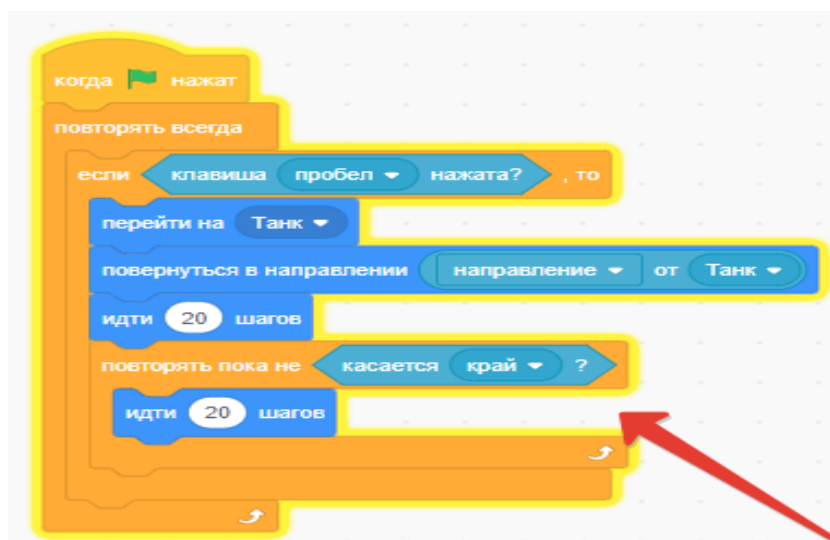 когда нажат
повторять всегда
если клавиша пробел нажата? , то
перейти на Танк
повернуться в направлении направление от Танк
идти 20 шагов
повторять пока не касается край ?
идти 20 шагов